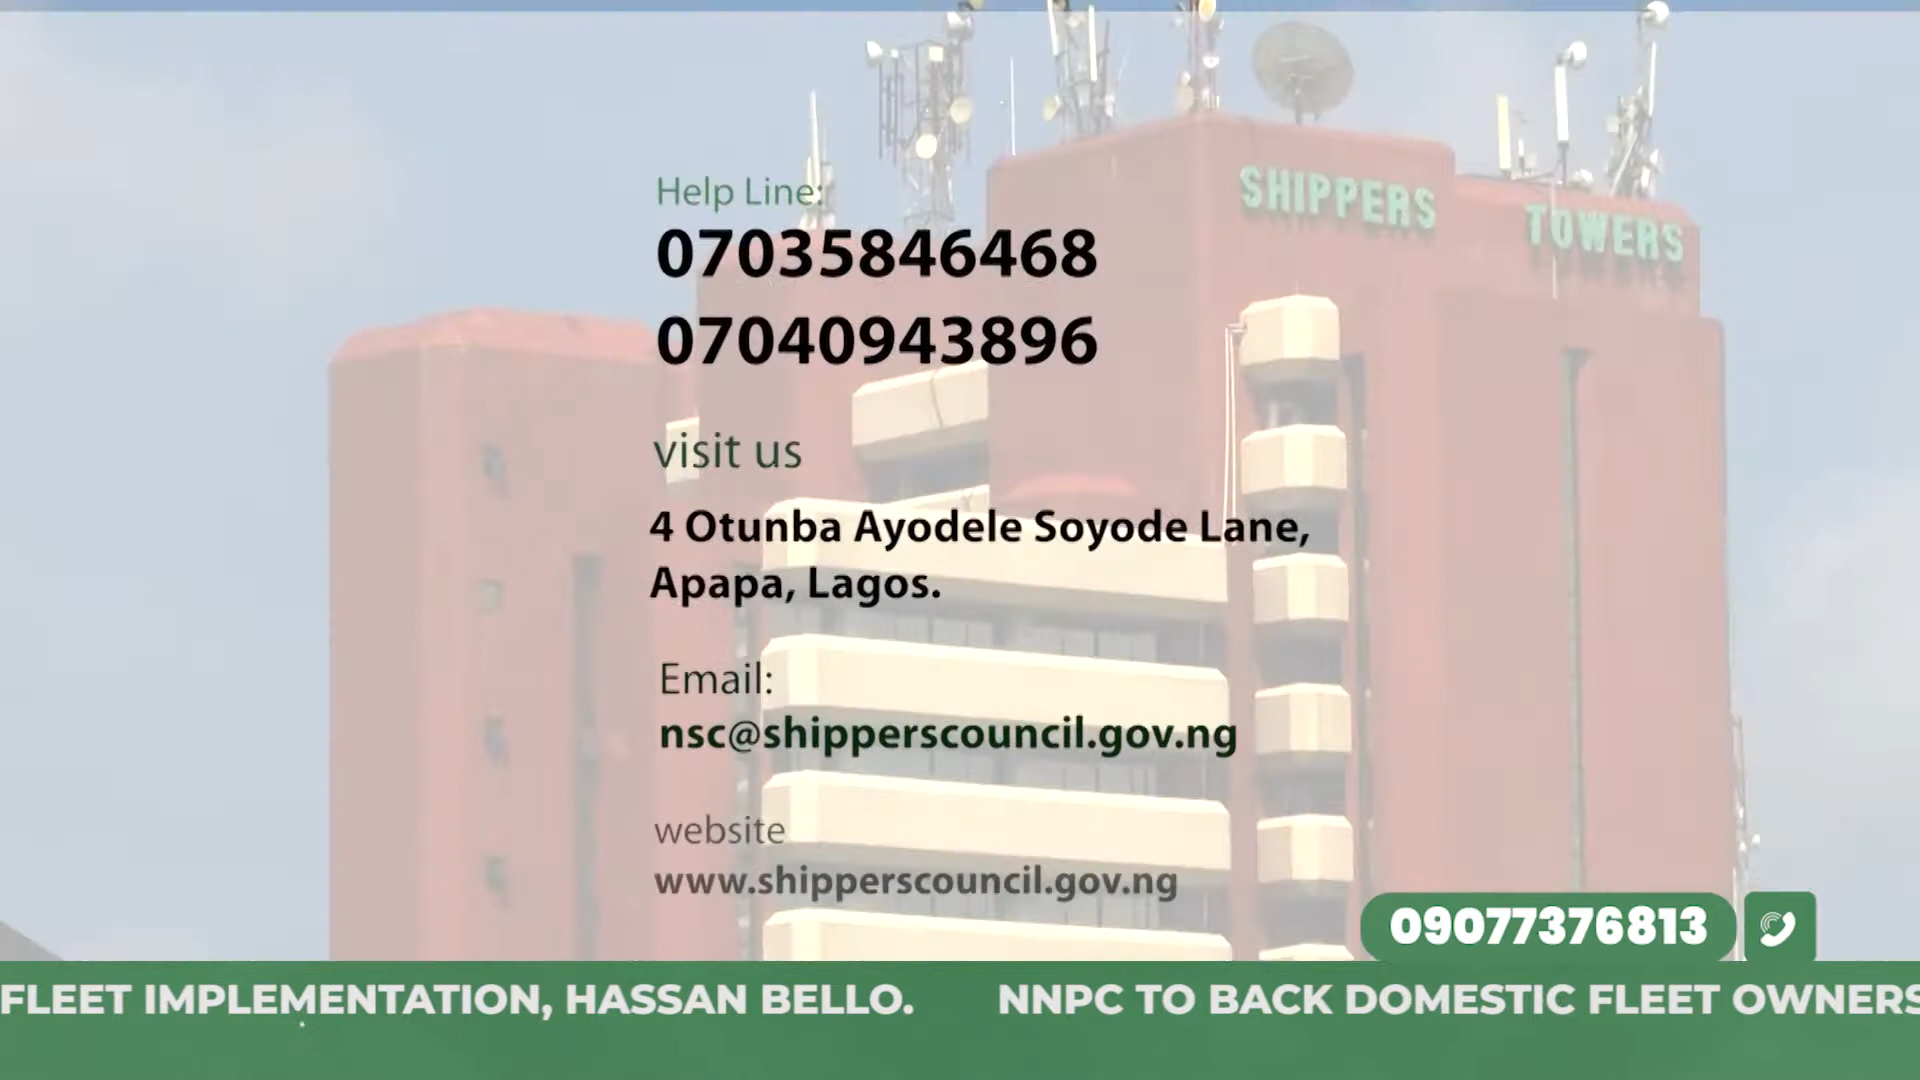 SHIPPERS TOWERS
Help Line:
07035846468
07040943896
visit us
4 Otunba Ayodele Soyode Lane,
Apapa, Lagos.
Email:
nsc@shipperscouncil.gov.ng
website
www.shipperscouncil.gov.ng
09077376813
FLEET IMPLEMENTATION, HASSAN BELLO. NNPC TO BACK DOMESTIC FLEET OWNERS